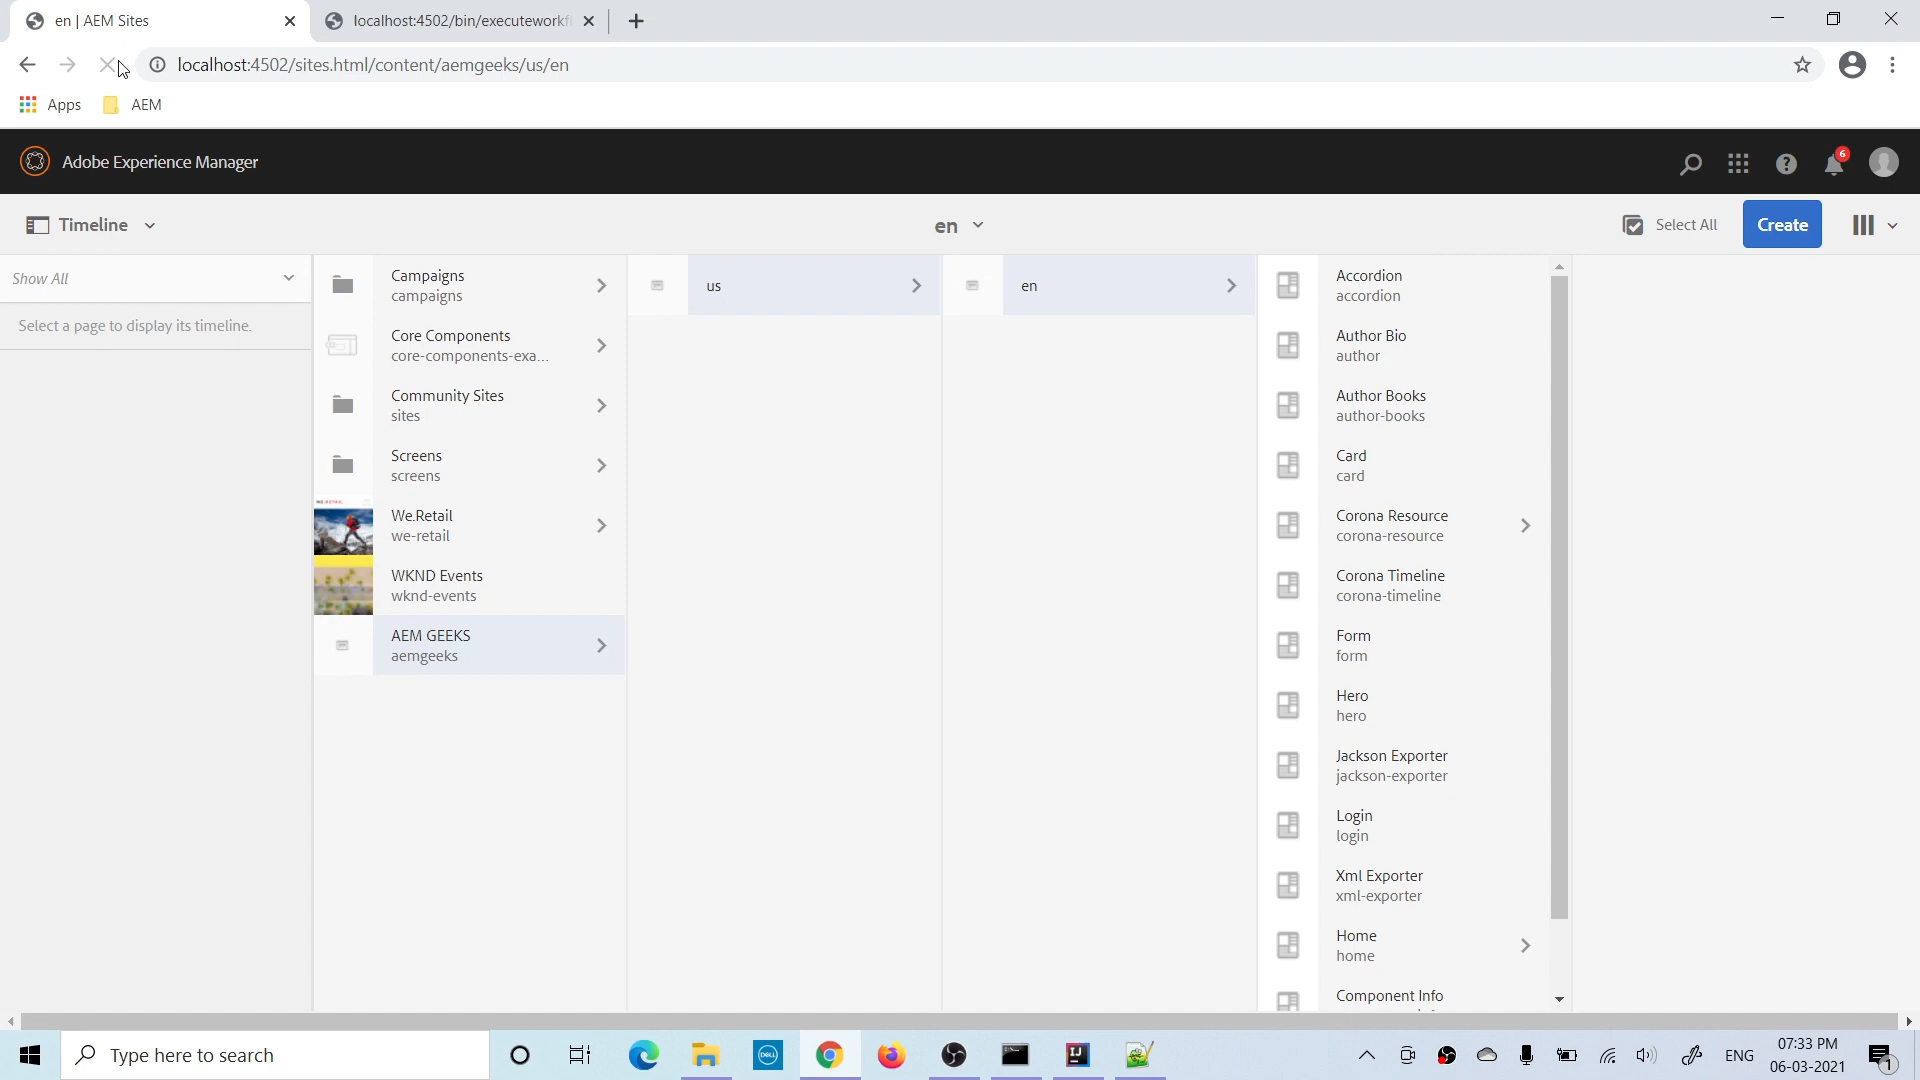 en | AEM Sites
localhost:4502/bin/executeworkfl
localhost:4502/sites.html/content/aemgeeks/us/en
Apps
AEM
Adobe Experience Manager
6
Timeline
en
Select All
Create
Show All
Select a page to display its timeline.
Campaigns
campaigns
Core Components
core-components-exa...
Community Sites
sites
Screens
screens
We.Retail
we-retail
WKND Events
wknd-events
AEM GEEKS
aemgeeks
us
en
Accordion
accordion
Author Bio
author
Author Books
author-books
Card
card
Corona Resource
corona-resource
Corona Timeline
corona-timeline
Form
form
Hero
hero
Jackson Exporter
jackson-exporter
Login
login
Xml Exporter
xml-exporter
Home
home
Component Info
Type here to search
DELL
IJ
ENG
07:33 PM
06-03-2021
1